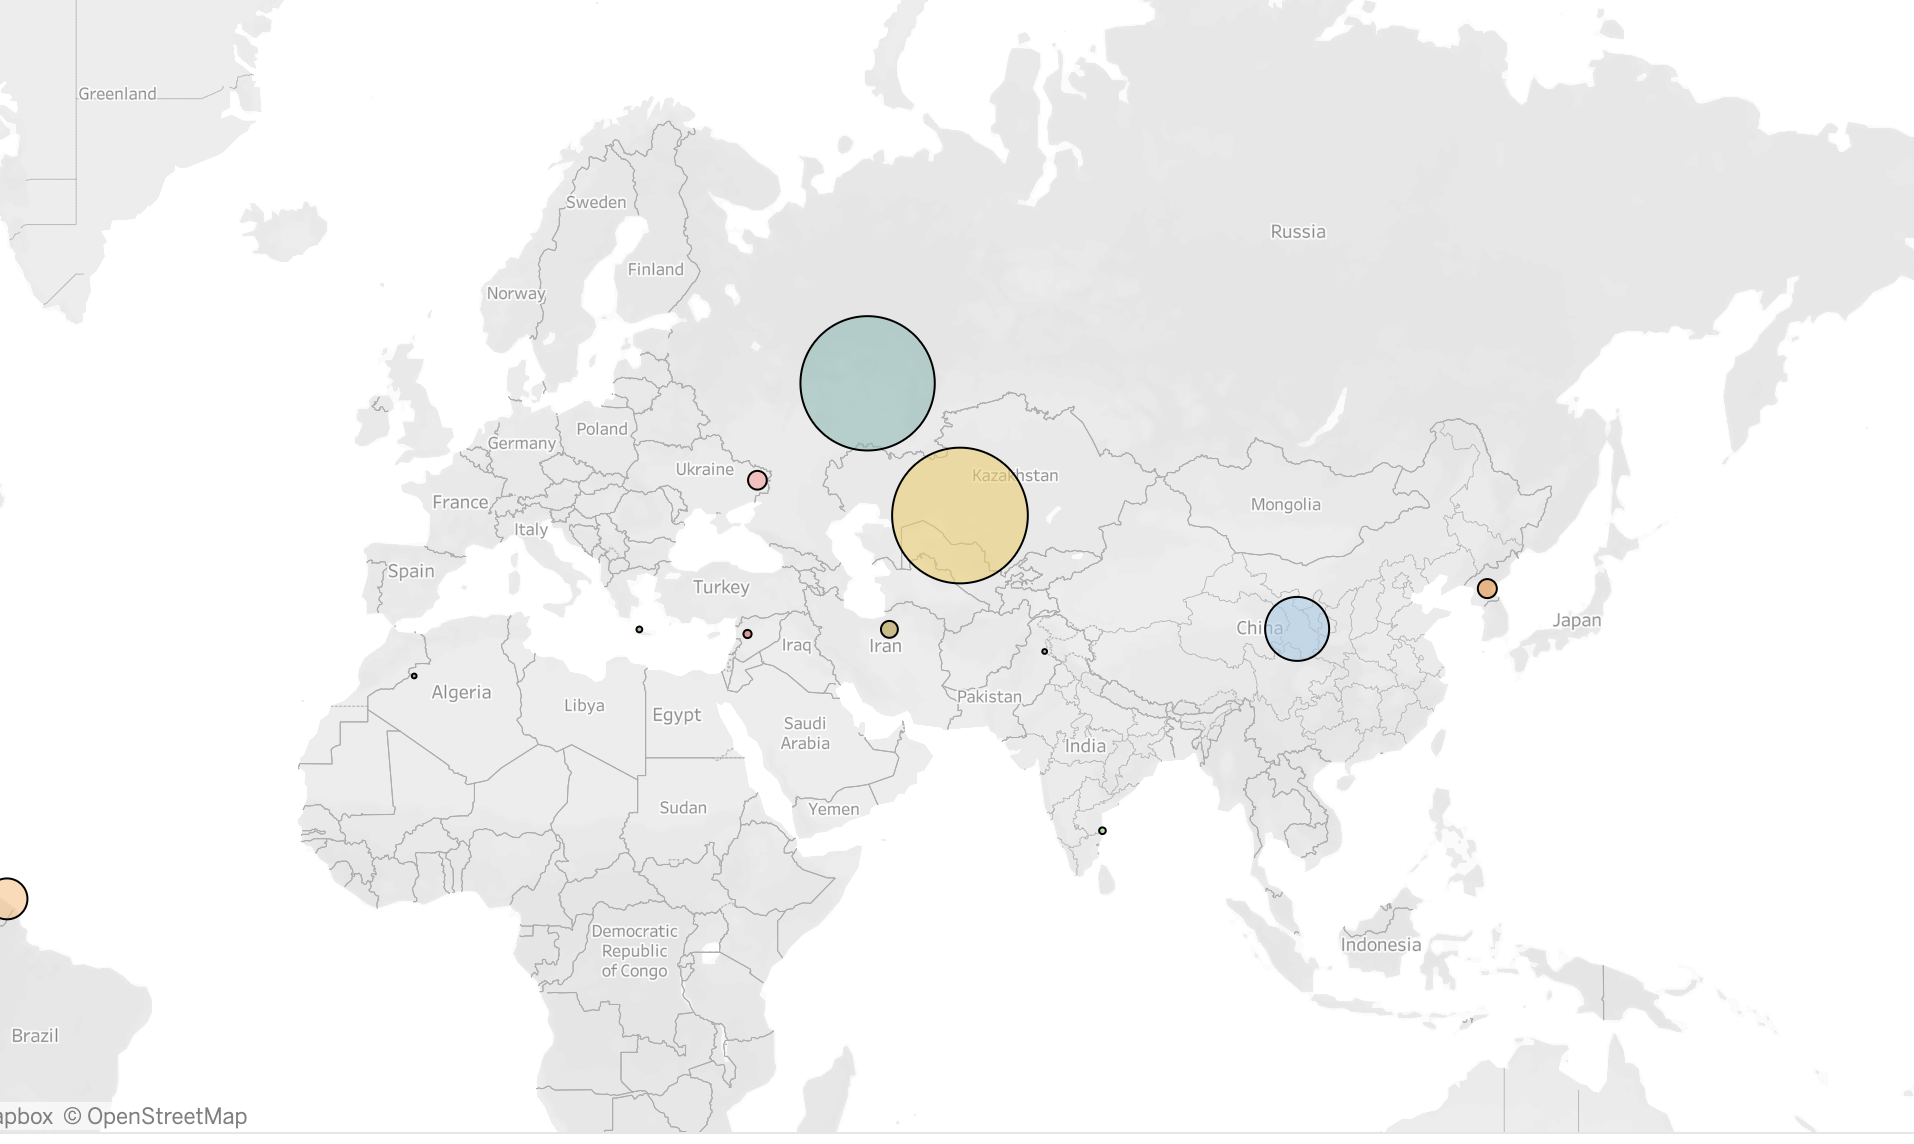 Greenland
Sweden
Russia
Finland
Norway
Poland
Germany
Ukraine
Kazakhstan
France
Mongolia
Italy
Spain
Turkey
Japan
China
Iraq
Iran
Algeria
Pakistan
Libya
Egypt
Saudi
Arabia
India
Sudan
Yemen
Democratic
Republic
of Congo
Indonesia
Brazil
apbox © OpenStreetMap